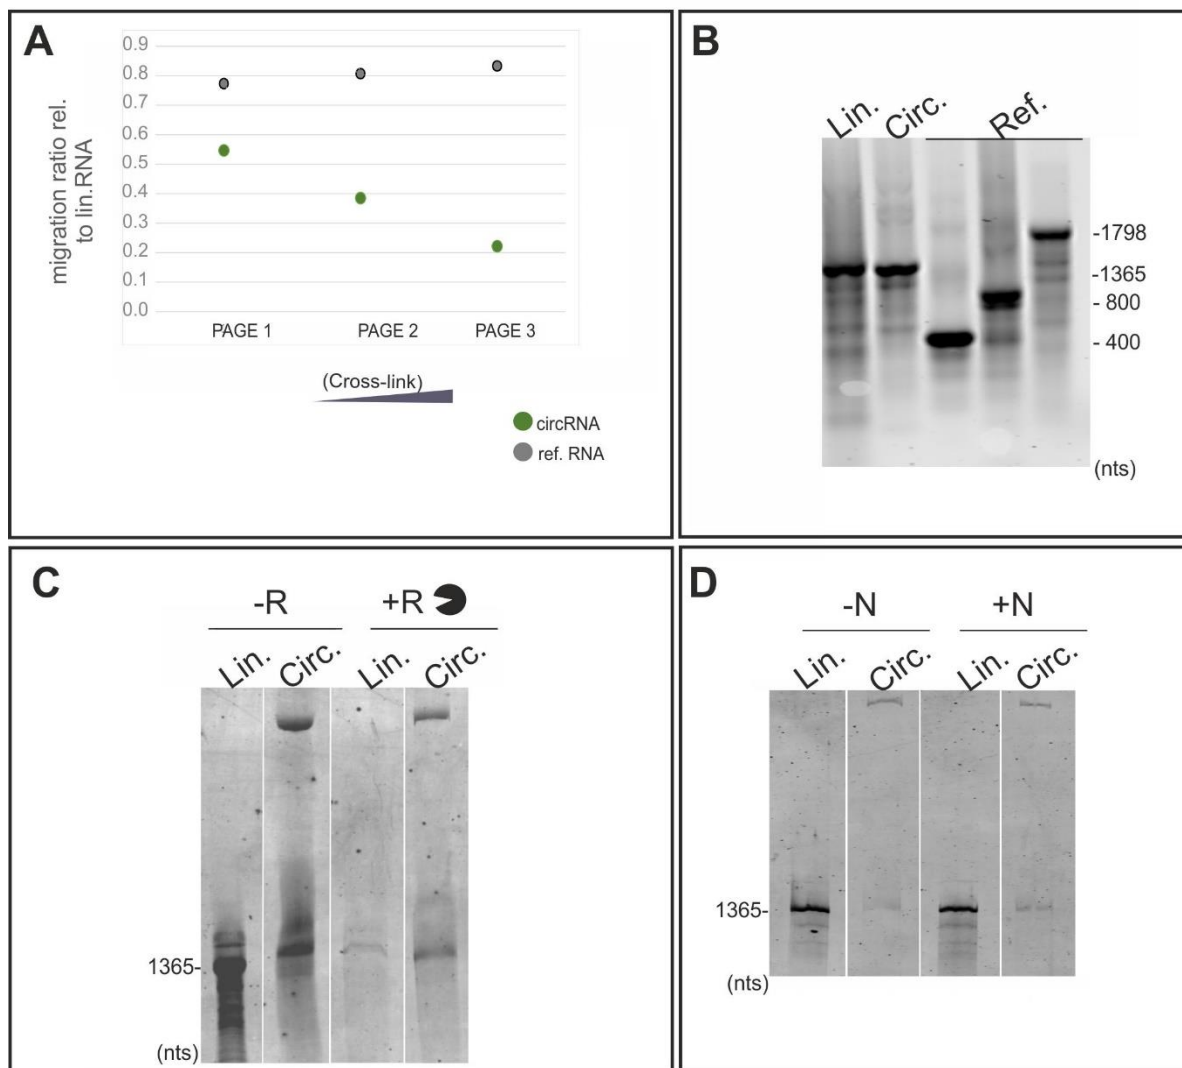 A
0.9
0.8
0.7
0.6
0.5
0.4
0.3
0.2
0.1
0.0
migration ratio rel.
to lin.RNA
PAGE 1 PAGE 2 PAGE 3
(Cross-link)
circRNA
ref. RNA
B
Lin. Circ. Ref.
-1798
-1365
- 800
- 400
(nts)
C
-R +R
Lin. Circ. Lin. Circ.
1365-
(nts)
D
-N +N
Lin. Circ. Lin. Circ.
1365-
(nts)